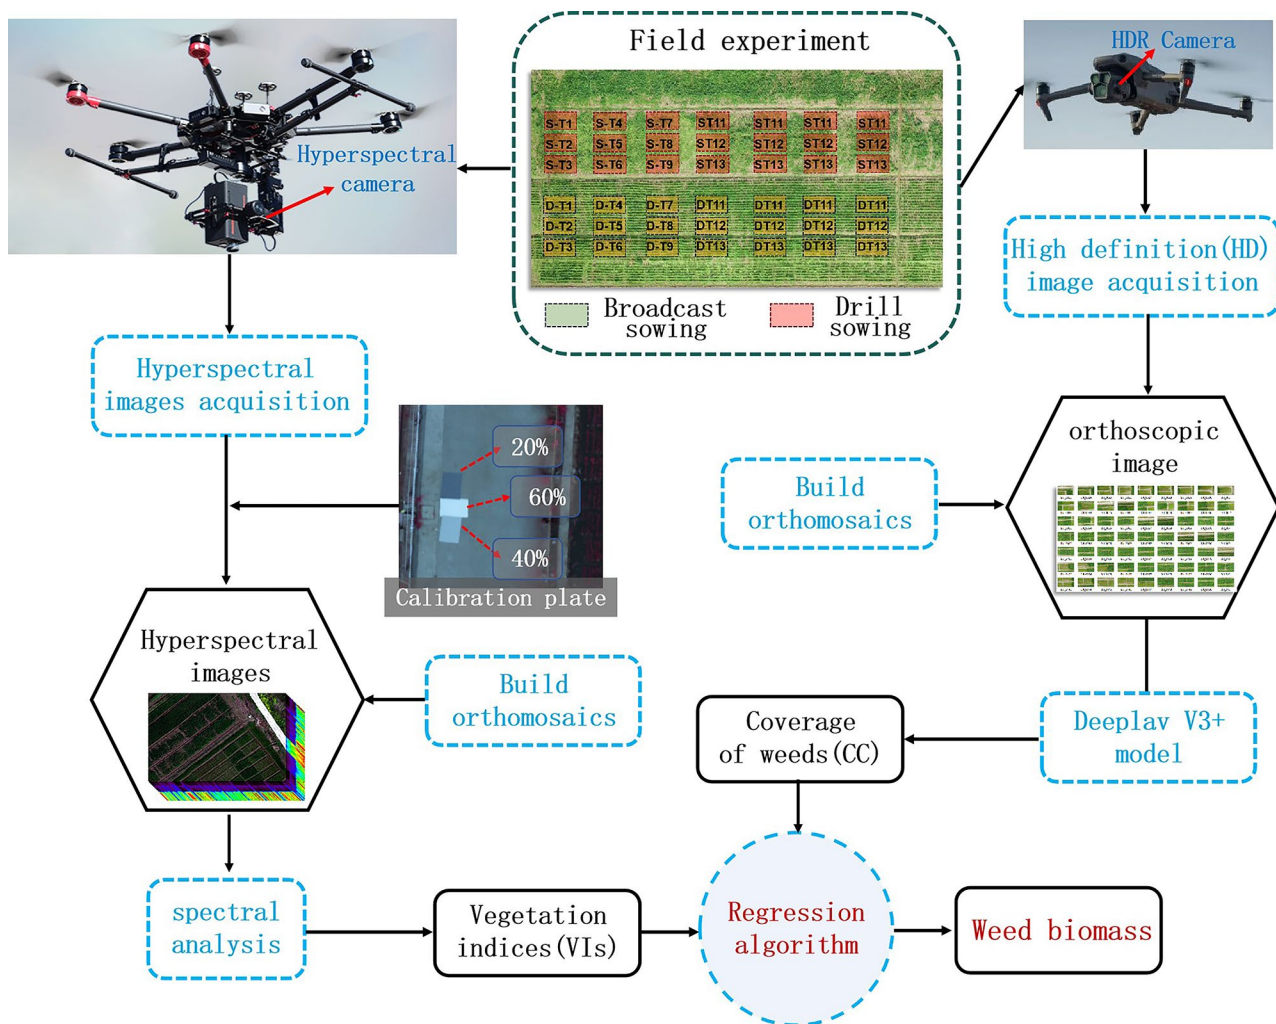 Field experiment
HDR Camera
Hyperspectral
camera
S-T1 S-T4 S-T7 ST11 ST11 ST11 ST11
S-T2 S-T5 S-T8 ST12 ST12 ST12 ST12
S-T3 S-T6 S-T9 ST13 ST13 ST13 ST13
D-T1 D-T4 D-T7 DT11 DT11 DT11 DT11
D-T2 D-T5 D-T8 DT12 DT12 DT12 DT12
D-T3 D-T6 D-T9 DT13 DT13 DT13 DT13
Broadcast
sowing
Drill
sowing
High definition(HD)
image acquisition
Hyperspectral
images acquisition
20%
60%
40%
Calibration plate
orthoscopic
image
Build
orthomosaics
Hyperspectral
images
Build
orthomosaics
Coverage
of weeds(CC)
Deeplav V3+
model
spectral
analysis
Vegetation
indices(VIs)
Regression
algorithm
Weed biomass